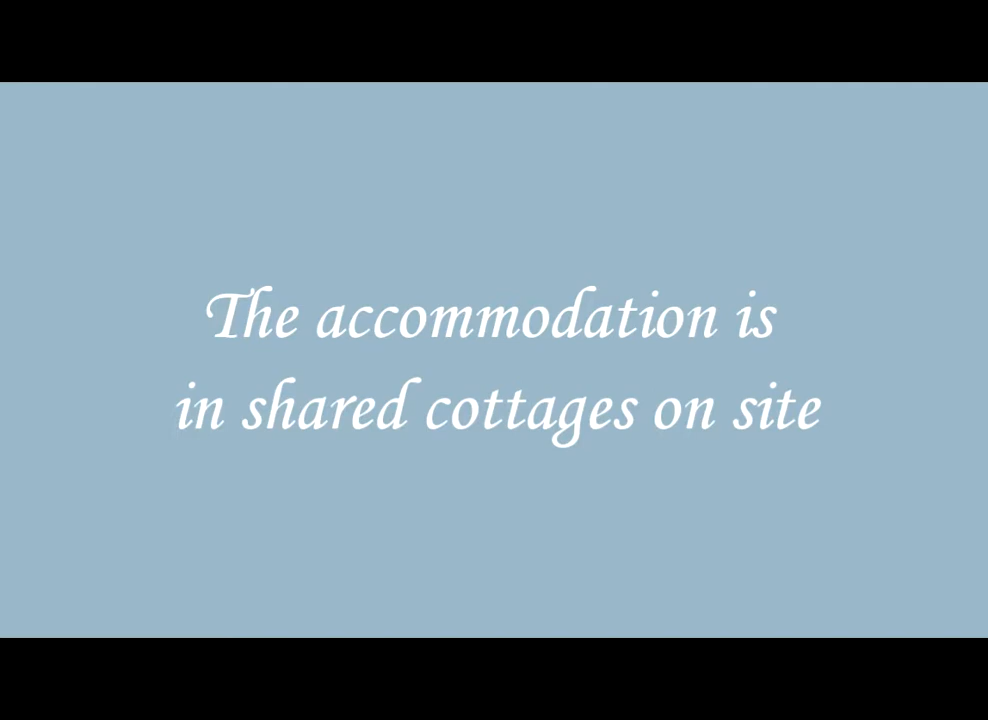 The accommodation is
in shared cottages on site